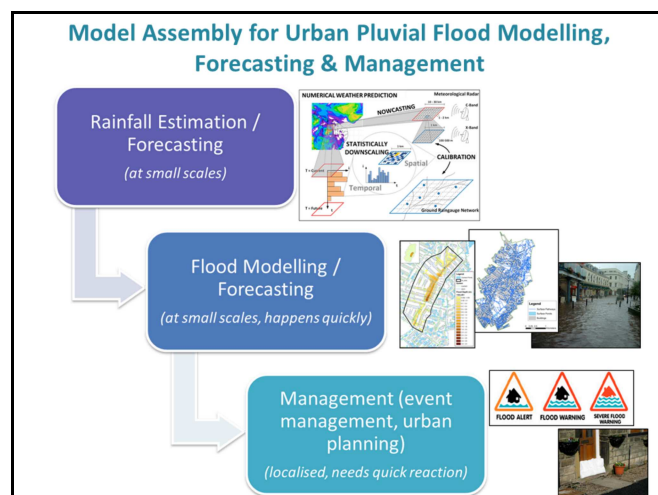 Model Assembly for Urban Pluvial Flood Modelling,
Forecasting & Management
Rainfall Estimation /
Forecasting
(at small scales)
NUMERICAL WEATHER PREDICTION
Meteorological Radar
NOWCASTING
C-Band
X-Band
STATISTICALLY
DOWNSCALING
Spatial
CALIBRATION
Temporal
Ground Raingauge Network
Flood Modelling /
Forecasting
(at small scales, happens quickly)
Legend
Legend
Management (event
management, urban
planning)
(localised, needs quick reaction)
FLOOD ALERT
FLOOD WARNING
SEVERE FLOOD
WARNING